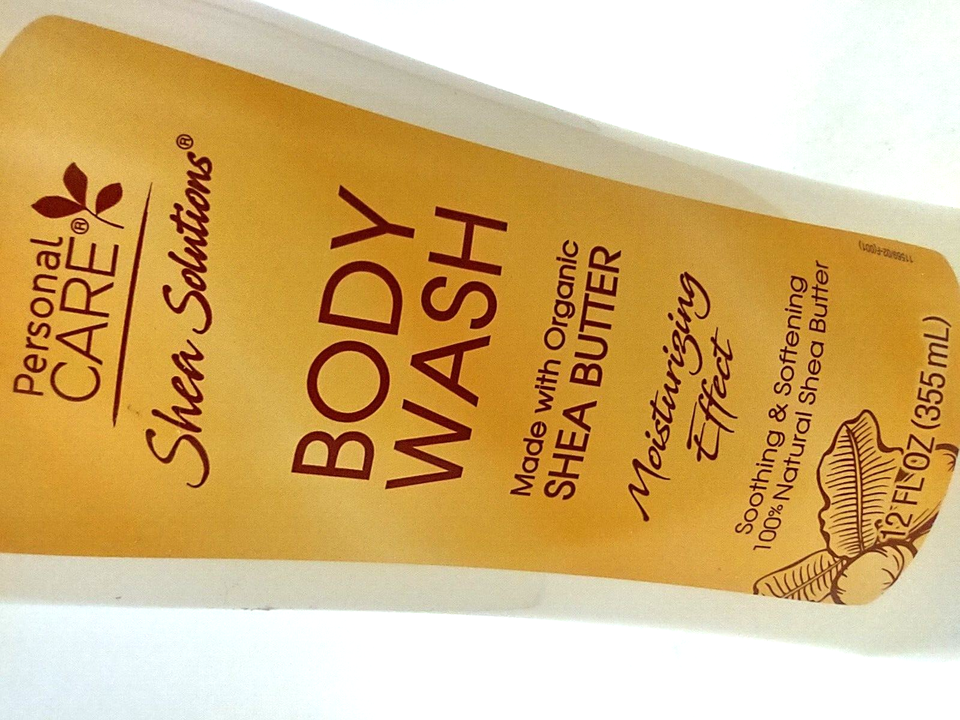 Personal
CARE®
Shea Solutions®
BODY
WASH
Made with Organic
SHEA BUTTER
Moisturizing
Effect
Soothing & Softening
100% Natural Shea Butter
12 FL OZ (355 mL)